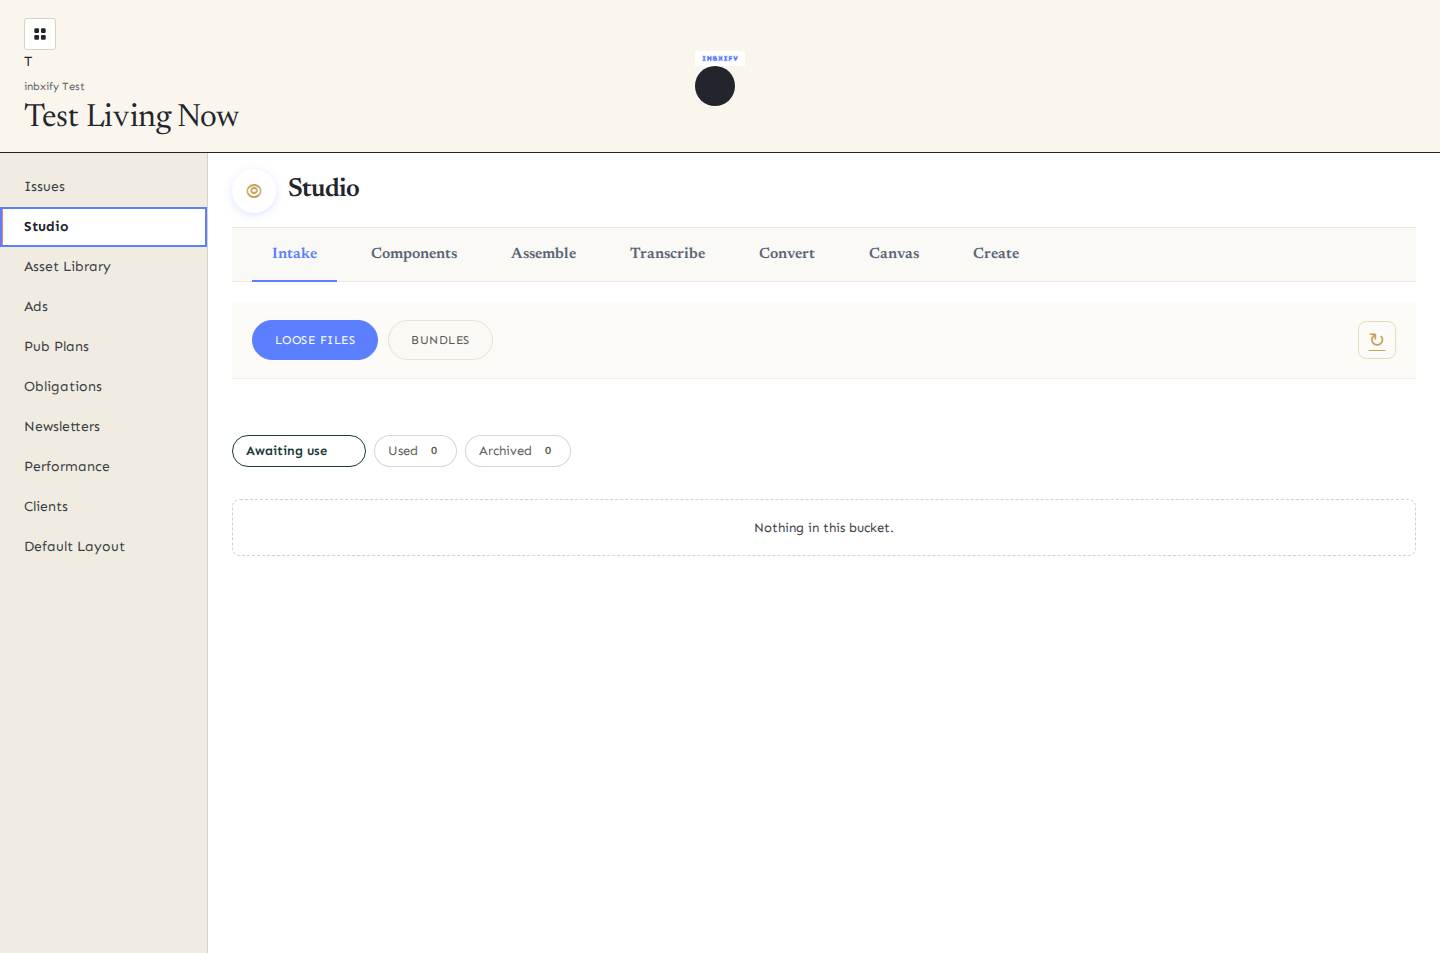 T
inbxify Test
Test Living Now
INBXIFY
Issues
Studio
Asset Library
Ads
Pub Plans
Obligations
Newsletters
Performance
Clients
Default Layout
Studio
Intake Components Assemble Transcribe Convert Canvas Create
LOOSE FILES BUNDLES
Awaiting use Used 0 Archived 0
Nothing in this bucket.